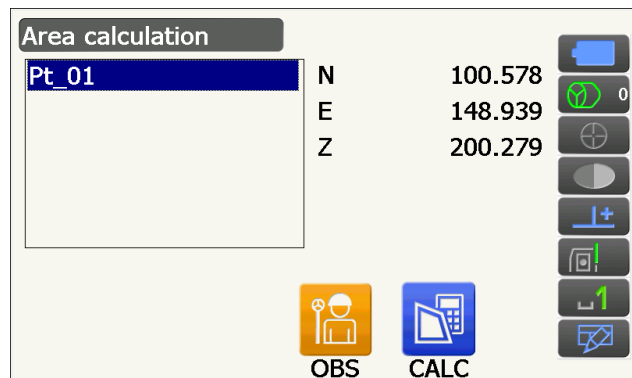 Area calculation
Pt_01
N 100.578
E 148.939
Z 200.279
0
1
OBS CALC